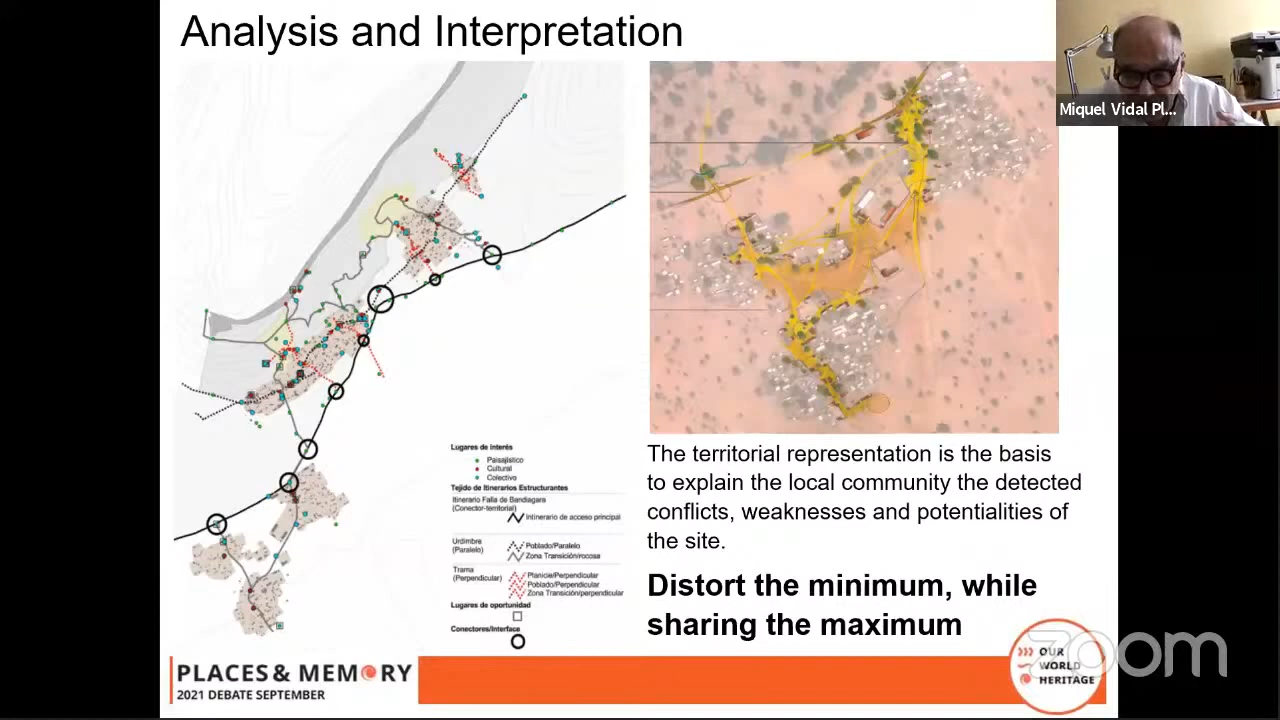 Analysis and Interpretation
Miquel Vidal Pl...
Lugares de Interés
Paisajístico
Cultural
Colectivo
Tejido de Itinerarios Estructurantes
Itinerario Falla de Bandiagara
(Conector-territorial)
Intinerario de acceso principal
Urdimbre
(Paralelo)
Poblado/Paralelo
Zona Transición/rocosa
Trama
(Perpendicular)
Planicie/Perpendicular
Poblado/Perpendicular
Zona Transición/perpendicular
Lugares de oportunidad
Conectores/Interface
The territorial representation is the basis
to explain the local community the detected
conflicts, weaknesses and potentialities of
the site.
Distort the minimum, while
sharing the maximum
PLACES & MEMORY
2021 DEBATE SEPTEMBER
OUR
WORLD
HERITAGE
zoom